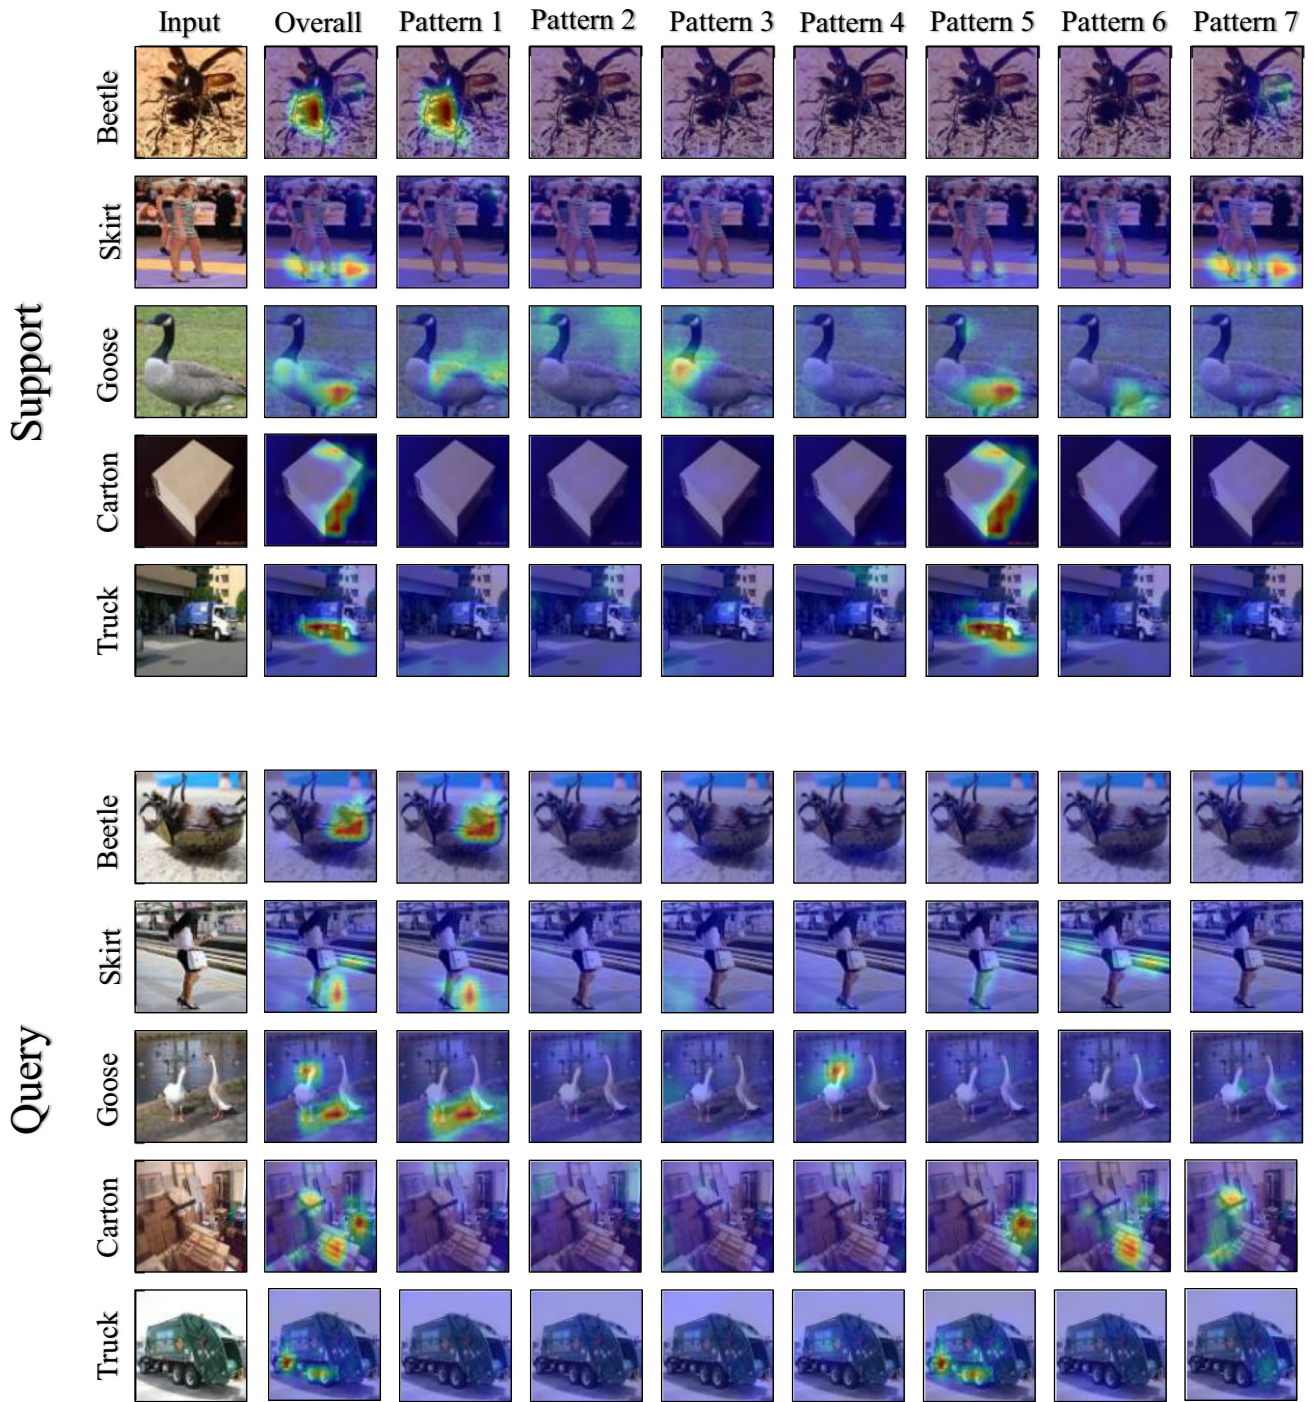 Input Overall Pattern 1 Pattern 2 Pattern 3 Pattern 4 Pattern 5 Pattern 6 Pattern 7
Support
Beetle
Skirt
Goose
Carton
Truck
Query
Beetle
Skirt
Goose
Carton
Truck